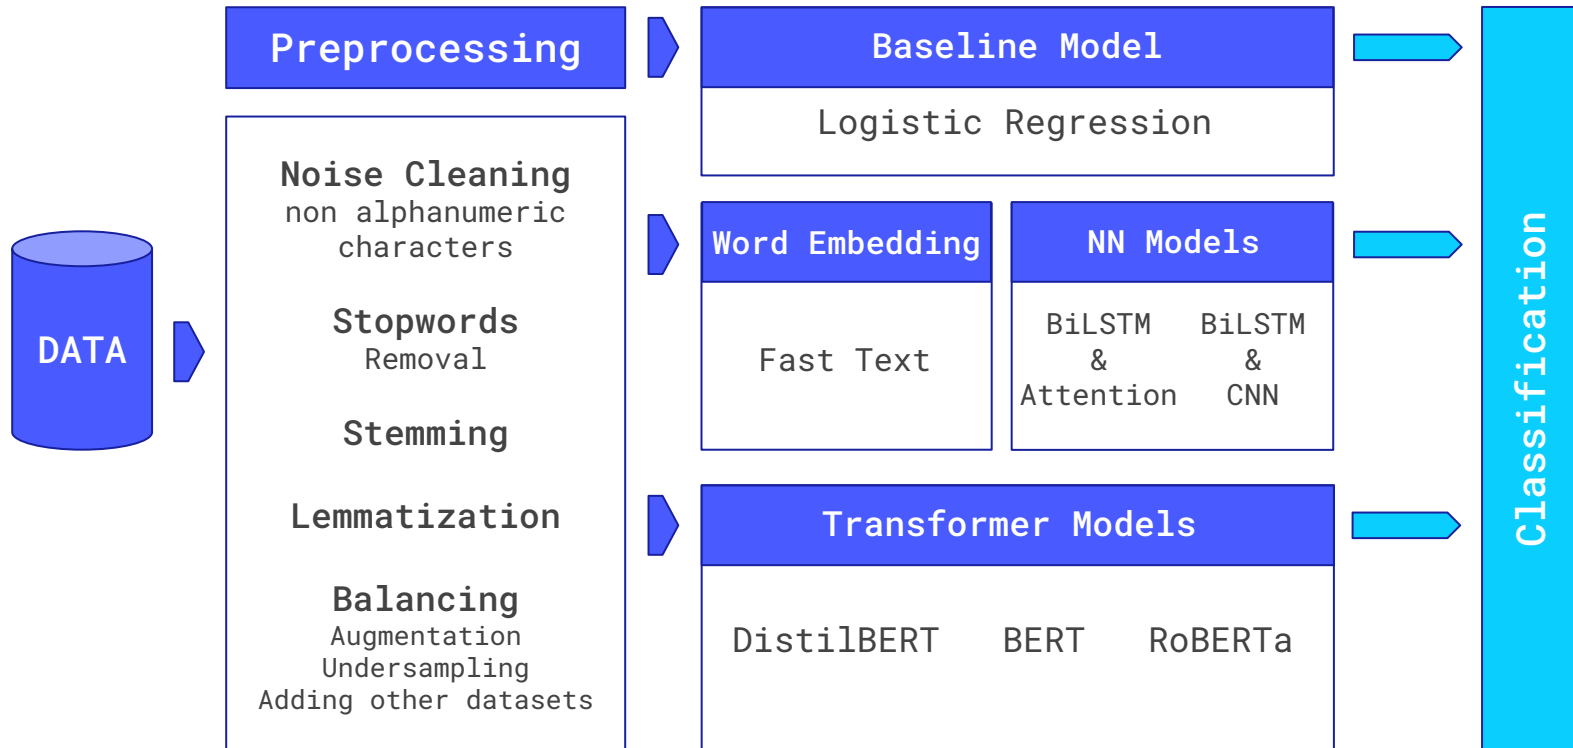 DATA
Preprocessing
Noise Cleaning
non alphanumeric
characters
Stopwords
Removal
Stemming
Lemmatization
Balancing
Augmentation
Undersampling
Adding other datasets
Baseline Model
Logistic Regression
Word Embedding
Fast Text
NN Models
BiLSTM
&
Attention
BiLSTM
&
CNN
Transformer Models
DistilBERT BERT RoBERTa
Classification